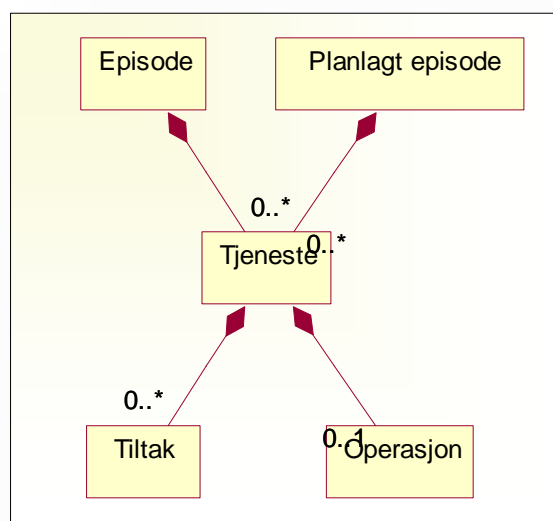 Episode
Planlagt episode
0..*
0..*
Tjeneste
0..*
0..1
Tiltak
Operasjon